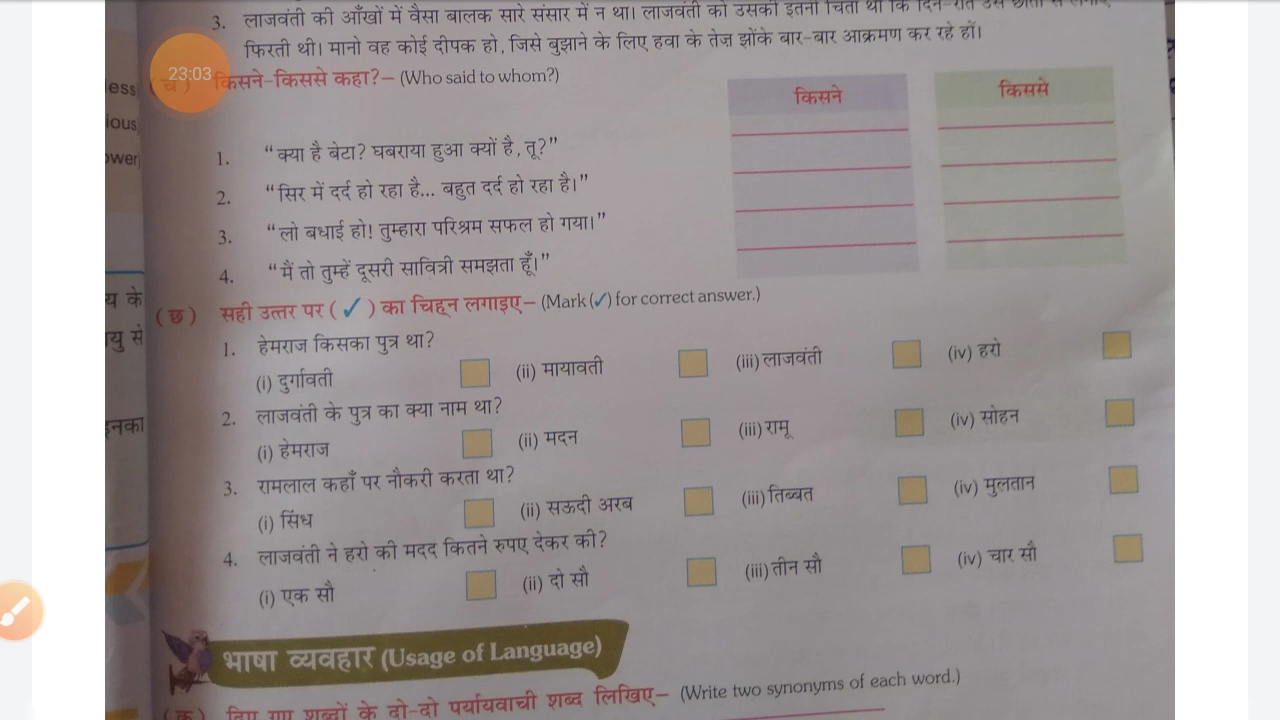 3. लाजवंती की आँखों में वैसा बालक सारे संसार में न था। लाजवंती को उसकी इतनी चिंता थी कि दिन-रात उसे छाती से लगाए
फिरती थी। मानो वह कोई दीपक हो, जिसे बुझाने के लिए हवा के तेज़ झोंके बार-बार आक्रमण कर रहे हों।
23:03
किसने-किससे कहा?– (Who said to whom?)
किसने किससे
1. “क्या है बेटा? घबराया हुआ क्यों है, तू?”
2. “सिर में दर्द हो रहा है... बहुत दर्द हो रहा है।”
3. “लो बधाई हो! तुम्हारा परिश्रम सफल हो गया।”
4. “मैं तो तुम्हें दूसरी सावित्री समझता हूँ।”
(छ) सही उत्तर पर (✓) का चिह्न लगाइए– (Mark (✓) for correct answer.)
1. हेमराज किसका पुत्र था?
(i) दुर्गावती (ii) मायावती (iii) लाजवंती (iv) हरो
2. लाजवंती के पुत्र का क्या नाम था?
(i) हेमराज (ii) मदन (iii) रामू (iv) सोहन
3. रामलाल कहाँ पर नौकरी करता था?
(i) सिंध (ii) सऊदी अरब (iii) तिब्बत (iv) मुलतान
4. लाजवंती ने हरो की मदद कितने रुपए देकर की?
(i) एक सौ (ii) दो सौ (iii) तीन सौ (iv) चार सौ
भाषा व्यवहार (Usage of Language)
(क) दिए गए शब्दों के दो-दो पर्यायवाची शब्द लिखिए– (Write two synonyms of each word.)